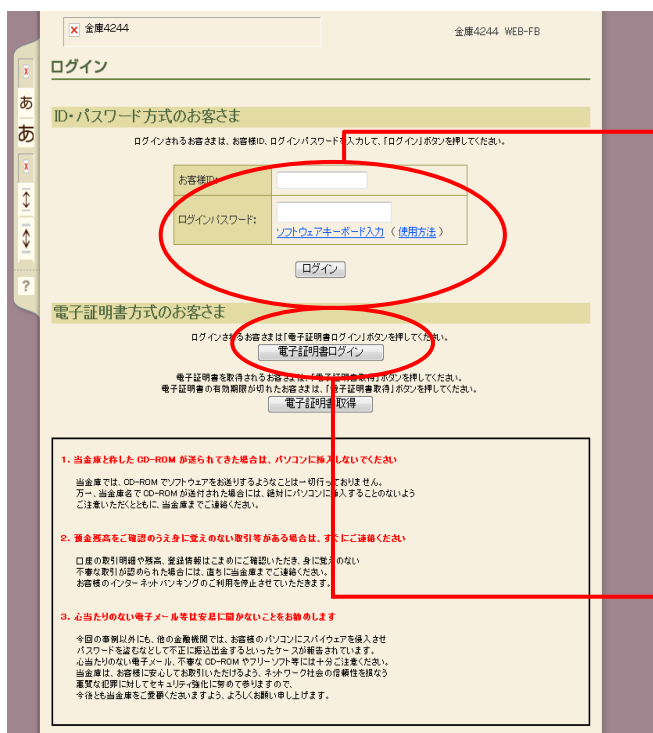 金庫4244
金庫4244 WEB-FB
ログイン
あ
あ
?
ID・パスワード方式のお客さま
ログインされるお客さまは、お客様ID、ログインパスワードを入力して、「ログイン」ボタンを押してください。
お客様ID:
ログインパスワード:
ソフトウェアキーボード入力 (使用方法)
ログイン
電子証明書方式のお客さま
ログインされるお客さまは「電子証明書ログイン」ボタンを押してください。
電子証明書ログイン
電子証明書を取得されるお客さまは、「電子証明書取得」ボタンを押してください。
電子証明書の有効期限が切れたお客さまは、「電子証明書取得」ボタンを押してください。
電子証明書取得
1. 当金庫と称した CD-ROM が送られてきた場合は、パソコンに挿入しないでください
当金庫では、CD-ROM でソフトウェアをお送りするようなことは一切行っておりません。
万一、当金庫名で CD-ROM が送付された場合には、絶対にパソコンに挿入することのないよう
ご注意いただくとともに、当金庫までご連絡ください。
2. 預金残高をご確認のうえ身に覚えのない取引等がある場合は、すぐにご連絡ください
口座の取引明細や残高、登録情報はこまめにご確認いただき、身に覚えのない
不審な取引が認められた場合には、直ちに当金庫までご連絡ください。
お客様のインターネットバンキングのご利用を停止させていただきます。
3. 心当たりのない電子メール等は安易に開かないことをお勧めします
今回の事例以外にも、他の金融機関では、お客様のパソコンにスパイウェアを侵入させ
パスワードを盗むなどして不正に振込出金するといったケースが報告されています。
心当たりのない電子メール、不審な CD-ROM やフリーソフト等には十分ご注意ください。
当金庫は、お客様に安心してお取引いただけるよう、ネットワーク社会の信頼性を損なう
悪質な犯罪に対してセキュリティ強化に努めて参りますので、
今後とも当金庫をご愛顧くださいますよう、よろしくお願い申し上げます。